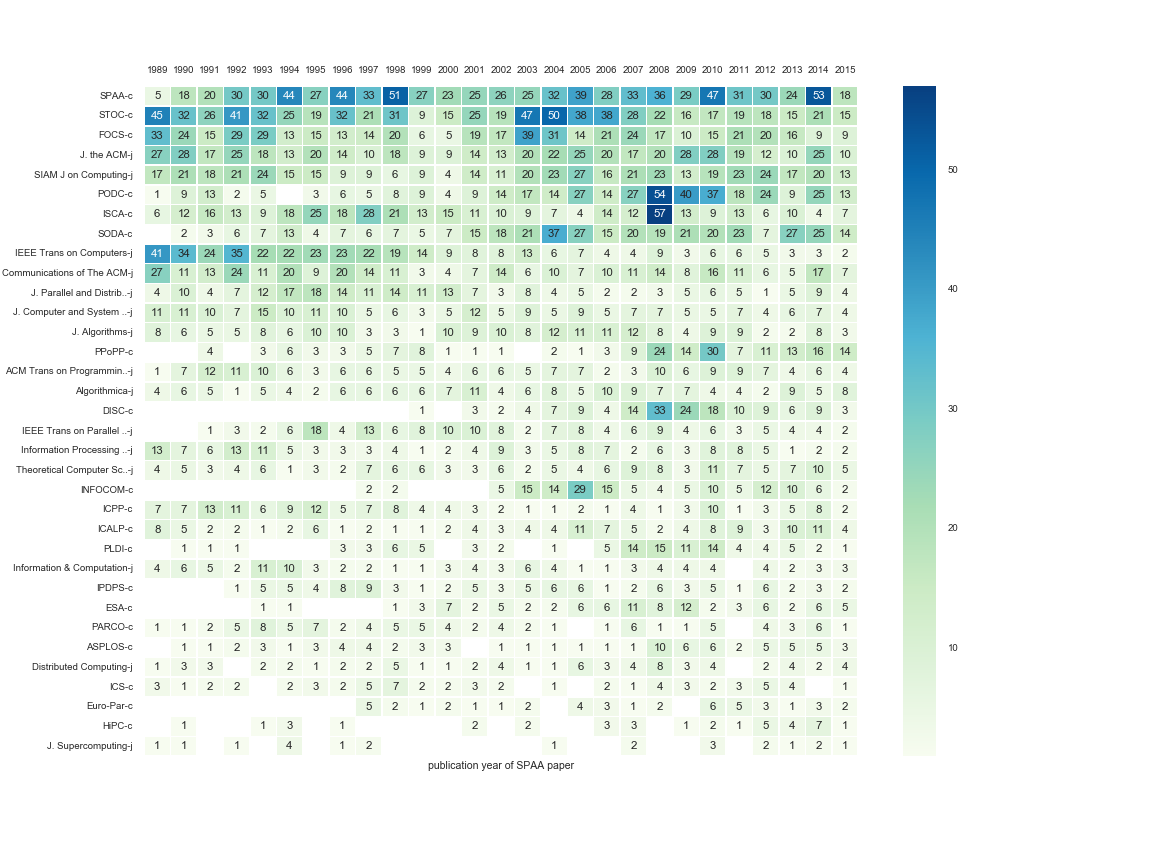 1989 1990 1991 1992 1993 1994 1995 1996 1997 1998 1999 2000 2001 2002 2003 2004 2005 2006 2007 2008 2009 2010 2011 2012 2013 2014 2015
SPAA-c 5 18 20 30 30 44 27 44 33 51 27 23 25 26 25 32 39 28 33 36 29 47 31 30 24 53 18
STOC-c 45 32 26 41 32 25 19 32 21 31 9 15 25 19 47 50 38 38 28 22 16 17 19 18 15 21 15
FOCS-c 33 24 15 29 29 13 15 13 14 20 6 5 19 17 39 31 14 21 24 17 10 15 21 20 16 9 9
J. the ACM-j 27 28 17 25 18 13 20 14 10 18 9 9 14 13 20 22 25 20 17 20 28 28 19 12 10 25 10
SIAM J on Computing-j 17 21 18 21 24 15 15 9 9 6 9 4 14 11 20 23 27 16 21 23 13 19 23 24 17 20 13
PODC-c 1 9 13 2 5 3 6 5 8 9 4 9 14 17 14 27 14 27 54 40 37 18 24 9 25 13
ISCA-c 6 12 16 13 9 18 25 18 28 21 13 15 11 10 9 7 4 14 12 57 13 9 13 6 10 4 7
SODA-c 2 3 6 7 13 4 7 6 7 5 7 15 18 21 37 27 15 20 19 21 20 23 7 27 25 14
IEEE Trans on Computers-j 41 34 24 35 22 22 23 23 22 19 14 9 8 8 13 6 7 4 4 9 3 6 6 5 3 3 2
Communications of The ACM-j 27 11 13 24 11 20 9 20 14 11 3 4 7 14 6 10 7 10 11 14 8 16 11 6 5 17 7
J. Parallel and Distrib..-j 4 10 4 7 12 17 18 14 11 14 11 13 7 3 8 4 5 2 2 3 5 6 5 1 5 9 4
J. Computer and System ..-j 11 11 10 7 15 10 11 10 5 6 3 5 12 5 9 5 9 5 7 7 5 5 7 4 6 7 4
J. Algorithms-j 8 6 5 5 8 6 10 10 3 3 1 10 9 10 8 12 11 11 12 8 4 9 9 2 2 8 3
PPoPP-c 4 3 6 3 3 5 7 8 1 1 1 2 1 3 9 24 14 30 7 11 13 16 14
ACM Trans on Programmin..-j 1 7 12 11 10 6 3 6 6 5 5 4 6 6 5 7 7 2 3 10 6 9 9 7 4 6 4
Algorithmica-j 4 6 5 1 5 4 2 6 6 6 6 7 11 4 6 8 5 10 9 7 7 4 4 2 9 5 8
DISC-c 1 3 2 4 7 9 4 14 33 24 18 10 9 6 9 3
IEEE Trans on Parallel ..-j 1 3 2 6 18 4 13 6 8 10 10 8 2 7 8 4 6 9 4 6 3 5 4 4 2
Information Processing ..-j 13 7 6 13 11 5 3 3 3 4 1 2 4 9 3 5 8 7 2 6 3 8 8 5 1 2 2
Theoretical Computer Sc..-j 4 5 3 4 6 1 3 2 7 6 6 3 3 6 2 5 4 6 9 8 3 11 7 5 7 10 5
INFOCOM-c 2 2 5 15 14 29 15 5 4 5 10 5 12 10 6 2
ICPP-c 7 7 13 11 6 9 12 5 7 8 4 4 3 2 1 1 2 1 4 1 3 10 1 3 5 8 2
ICALP-c 8 5 2 2 1 2 6 1 2 1 1 2 4 3 4 4 11 7 5 2 4 8 9 3 10 11 4
PLDI-c 1 1 1 3 3 6 5 3 2 1 5 14 15 11 14 4 4 5 2 1
Information & Computation-j 4 6 5 2 11 10 3 2 2 1 1 3 4 3 6 4 1 1 3 4 4 4 4 2 3 3
IPDPS-c 1 5 5 4 8 9 3 1 2 5 3 5 6 6 1 2 6 3 5 1 6 2 3 2
ESA-c 1 1 1 3 7 2 5 2 2 6 6 11 8 12 2 3 6 2 6 5
PARCO-c 1 1 2 5 8 5 7 2 4 5 5 4 2 4 2 1 1 6 1 1 5 4 3 6 1
ASPLOS-c 1 1 2 3 1 3 4 4 2 3 3 1 1 1 1 1 1 10 6 6 2 5 5 5 3
Distributed Computing-j 1 3 3 2 2 1 2 2 5 1 1 2 4 1 1 6 3 4 8 3 4 2 4 2 4
ICS-c 3 1 2 2 2 3 2 5 7 2 2 3 2 1 2 1 4 3 2 3 5 4 1
Euro-Par-c 5 2 1 2 1 1 2 4 3 1 2 6 5 3 1 3 2
HiPC-c 1 1 3 1 2 2 3 3 1 2 1 5 4 7 1
J. Supercomputing-j 1 1 1 4 1 2 1 2 3 2 1 2 1
publication year of SPAA paper
50
40
30
20
10